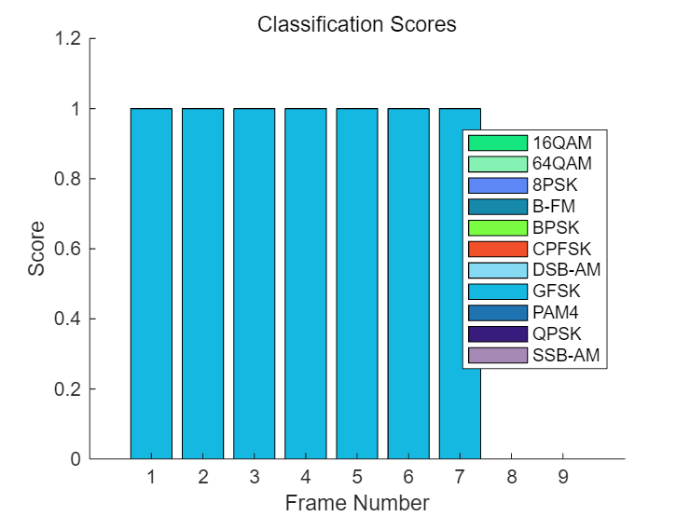 Classification Scores
1.2
1
0.8
0.6
0.4
0.2
0
Score
16QAM
64QAM
8PSK
B-FM
BPSK
CPFSK
DSB-AM
GFSK
PAM4
QPSK
SSB-AM
1 2 3 4 5 6 7 8 9
Frame Number